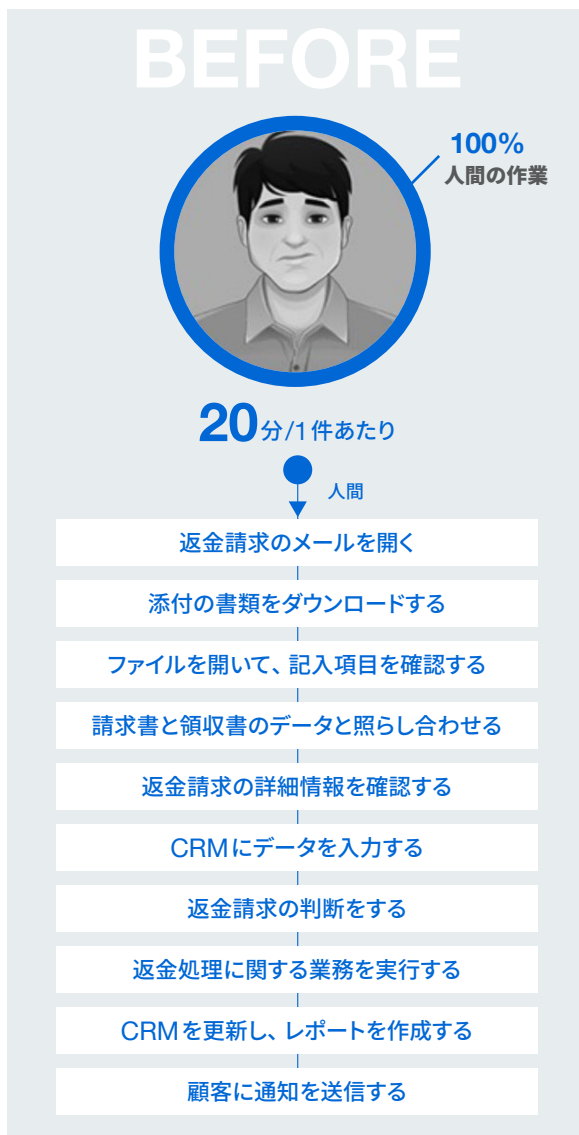 BEFORE
100%
人間の作業
20分/1件あたり
人間
返金請求のメールを開く
添付の書類をダウンロードする
ファイルを開いて、記入項目を確認する
請求書と領収書のデータと照らし合わせる
返金請求の詳細情報を確認する
CRMにデータを入力する
返金請求の判断をする
返金処理に関する業務を実行する
CRMを更新し、レポートを作成する
顧客に通知を送信する